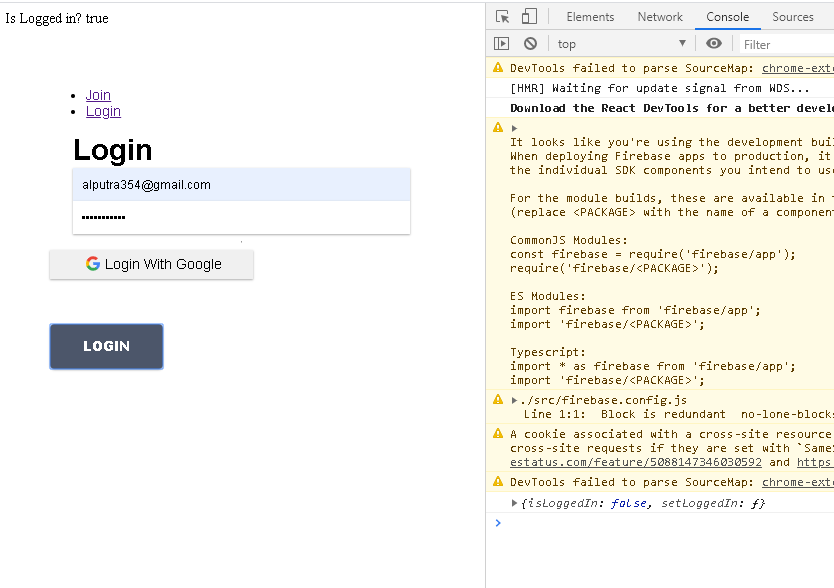 Is Logged in? true
Join
Login
Login
alputra354@gmail.com
Login With Google
LOGIN
Elements Network Console Sources
top Filter
DevTools failed to parse SourceMap: chrome-exte
[HMR] Waiting for update signal from WDS...
Download the React DevTools for a better devel
It looks like you're using the development buil
When deploying Firebase apps to production, it
the individual SDK components you intend to use
For the module builds, these are available in
(replace <PACKAGE> with the name of a component
CommonJS Modules:
const firebase = require('firebase/app');
require('firebase/<PACKAGE>');
ES Modules:
import firebase from 'firebase/app';
import 'firebase/<PACKAGE>';
Typescript:
import * as firebase from 'firebase/app';
import 'firebase/<PACKAGE>';
./src/firebase.config.js
Line 1:1: Block is redundant no-lone-blocks
A cookie associated with a cross-site resource
cross-site requests if they are set with `SameS
estatus.com/feature/5088147346030592 and https
DevTools failed to parse SourceMap: chrome-exte
{isLoggedIn: false, setLoggedIn: ƒ}